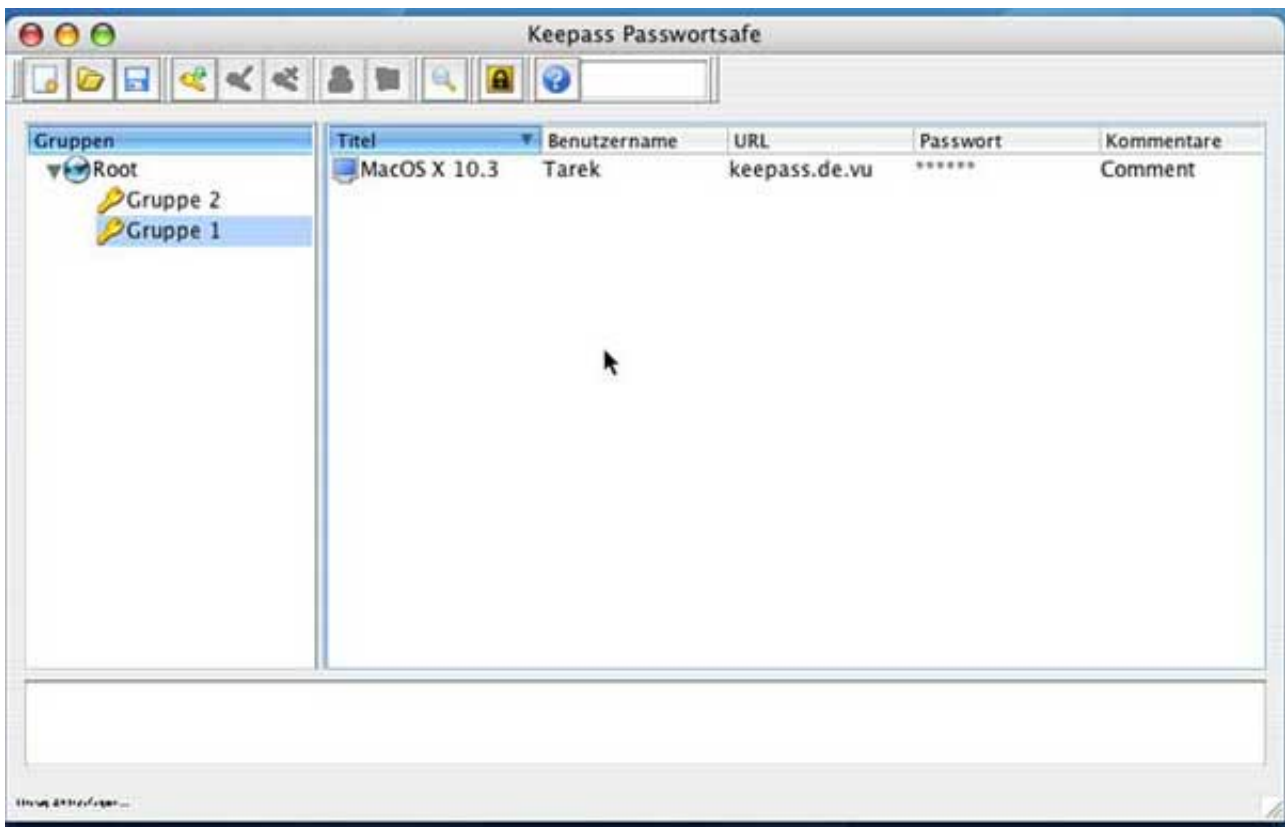 Keepass Passwortsafe
Gruppen
Root
Gruppe 2
Gruppe 1
Titel Benutzername URL Passwort Kommentare
MacOS X 10.3 Tarek keepass.de.vu ****** Comment